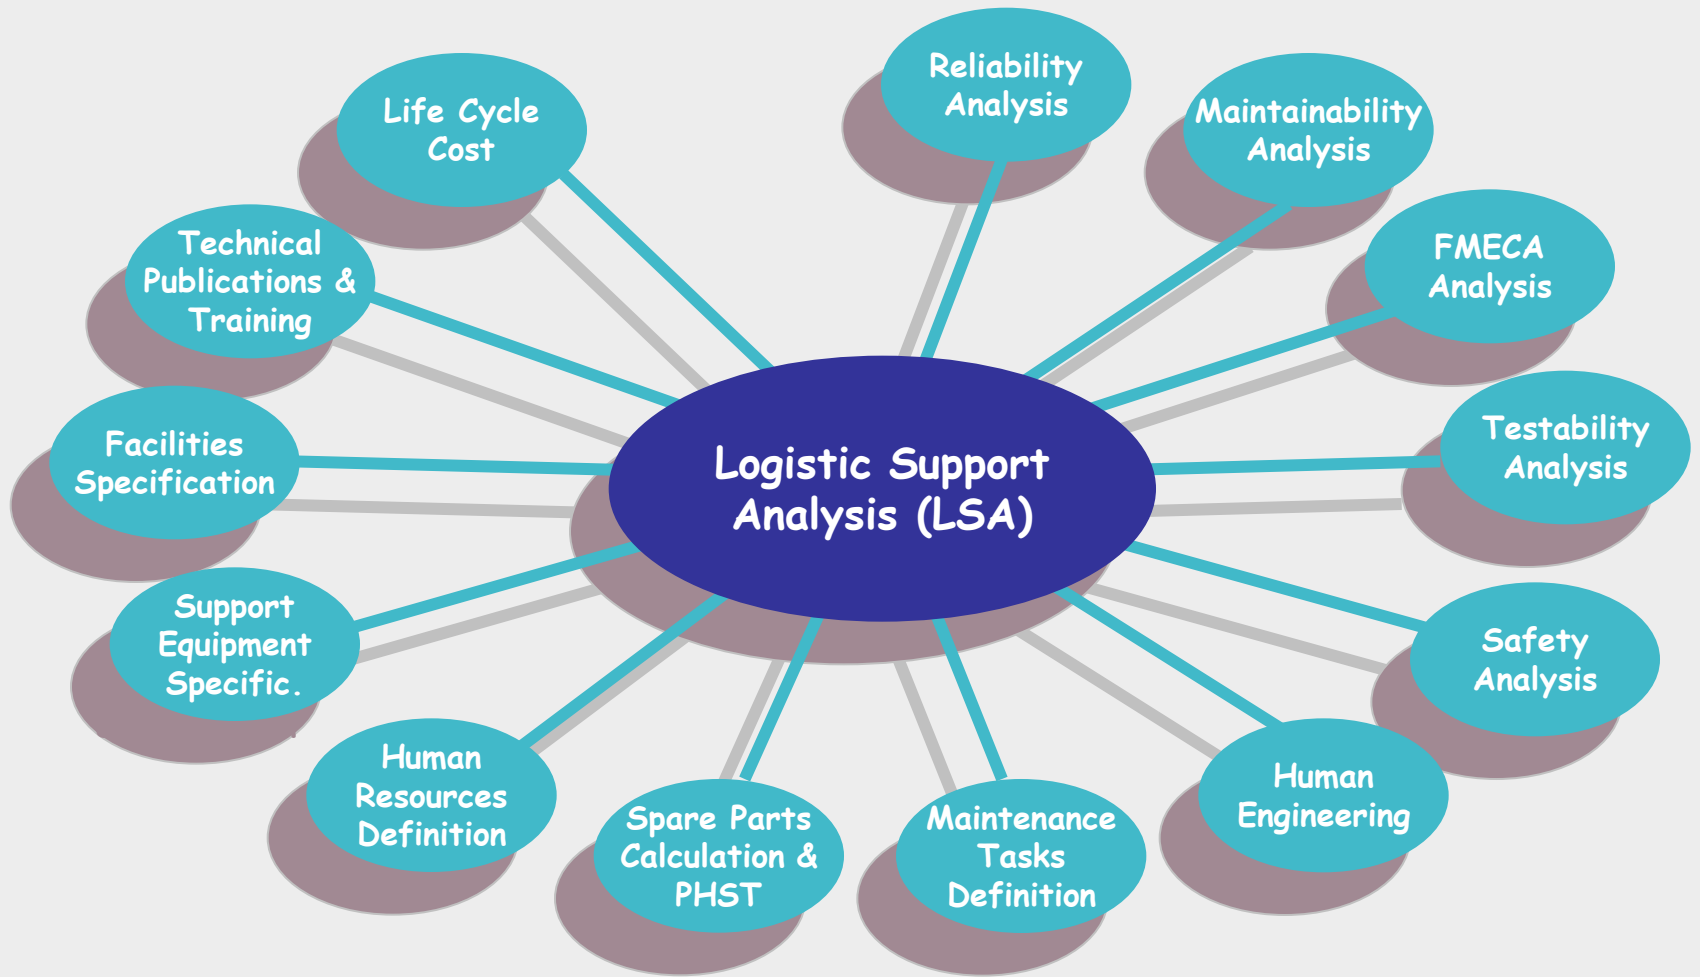 Reliability
Analysis
Life Cycle
Cost
Maintainability
Analysis
Technical
Publications &
Training
FMECA
Analysis
Testability
Analysis
Facilities
Specification
Logistic Support
Analysis (LSA)
Support
Equipment
Specific.
Safety
Analysis
Human
Resources
Definition
Human
Engineering
Spare Parts
Calculation &
PHST
Maintenance
Tasks
Definition